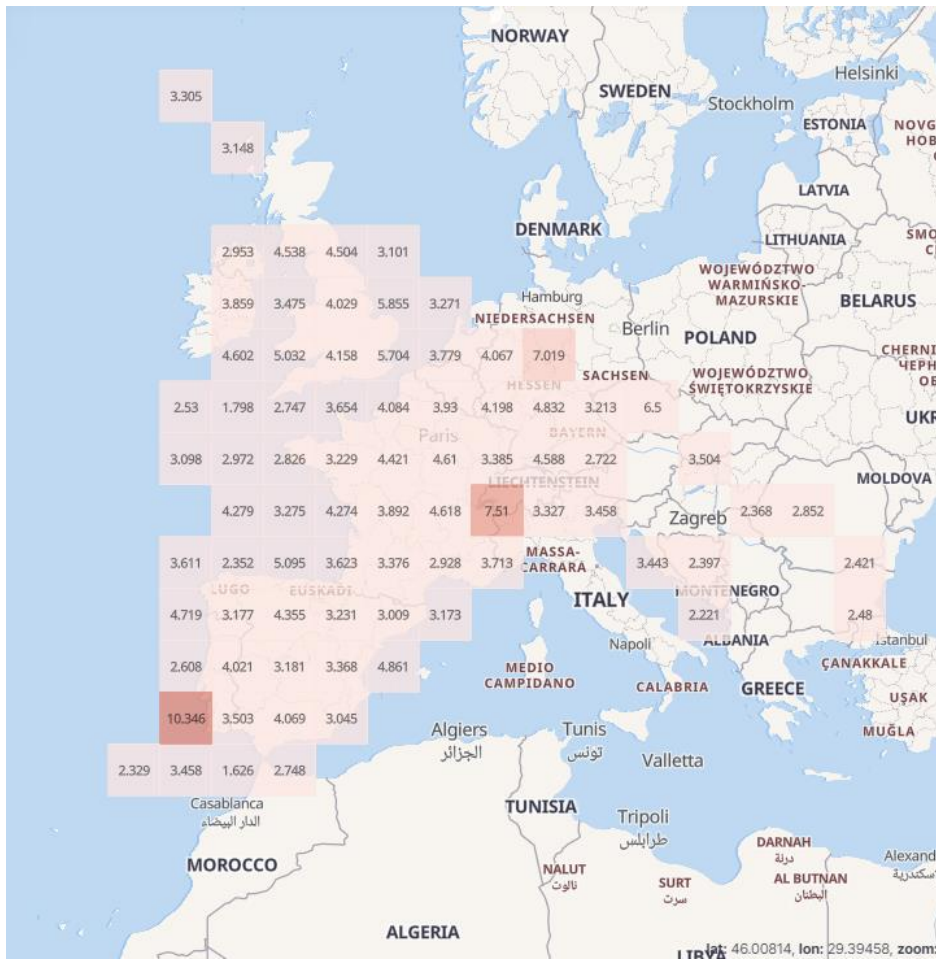 NORWAY
Helsinki
SWEDEN
3.305
Stockholm
ESTONIA
NOVG
HOB
3.148
LATVIA
DENMARK
LITHUANIA
SMO
C
2.953 4.538 4.504 3.101
WOJEWÓDZTWO
WARMIŃSKO-
MAZURSKIE
Hamburg
BELARUS
3.859 3.475 4.029 5.855 3.271
NIEDERSACHSEN
Berlin
POLAND
4.602 5.032 4.158 5.704 3.779 4.067 7.019
CHERNI
ЧЕРН
ОБ
SACHSEN
WOJEWÓDZTWO
ŚWIĘTOKRZYSKIE
HESSEN
2.53 1.798 2.747 3.654 4.084 3.93 4.198 4.832 3.213 6.5
UKR
Paris
BAYERN
3.098 2.972 2.826 3.229 4.421 4.61 3.385 4.588 2.722 3.504
MOLDOVA
LIECHTENSTEIN
4.279 3.275 4.274 3.892 4.618 7.51 3.327 3.458 Zagreb 2.368 2.852
MASSA-
CARRARA
3.611 2.352 5.095 3.623 3.376 2.928 3.713 3.443 2.397 2.421
LUGO
EUSKADI
MONTENEGRO
ITALY
4.719 3.177 4.355 3.231 3.009 3.173 2.221 2.48
Napoli
ALBANIA
Istanbul
2.608 4.021 3.181 3.368 4.861
MEDIO
CAMPIDANO
CALABRIA
GREECE
ÇANAKKALE
UŞAK
10.346 3.503 4.069 3.045
Algiers
الجزائر
Tunis
تونس
MUĞLA
Valletta
2.329 3.458 1.626 2.748
Casablanca
الدار البيضاء
TUNISIA
Tripoli
طرابلس
MOROCCO
DARNAH
درنة
Alexand
NALUT
نالوت
SURT
سرت
AL BUTNAN
البطنان
ALGERIA
LIBYA
lat: 46.00814, lon: 29.39458, zoom: